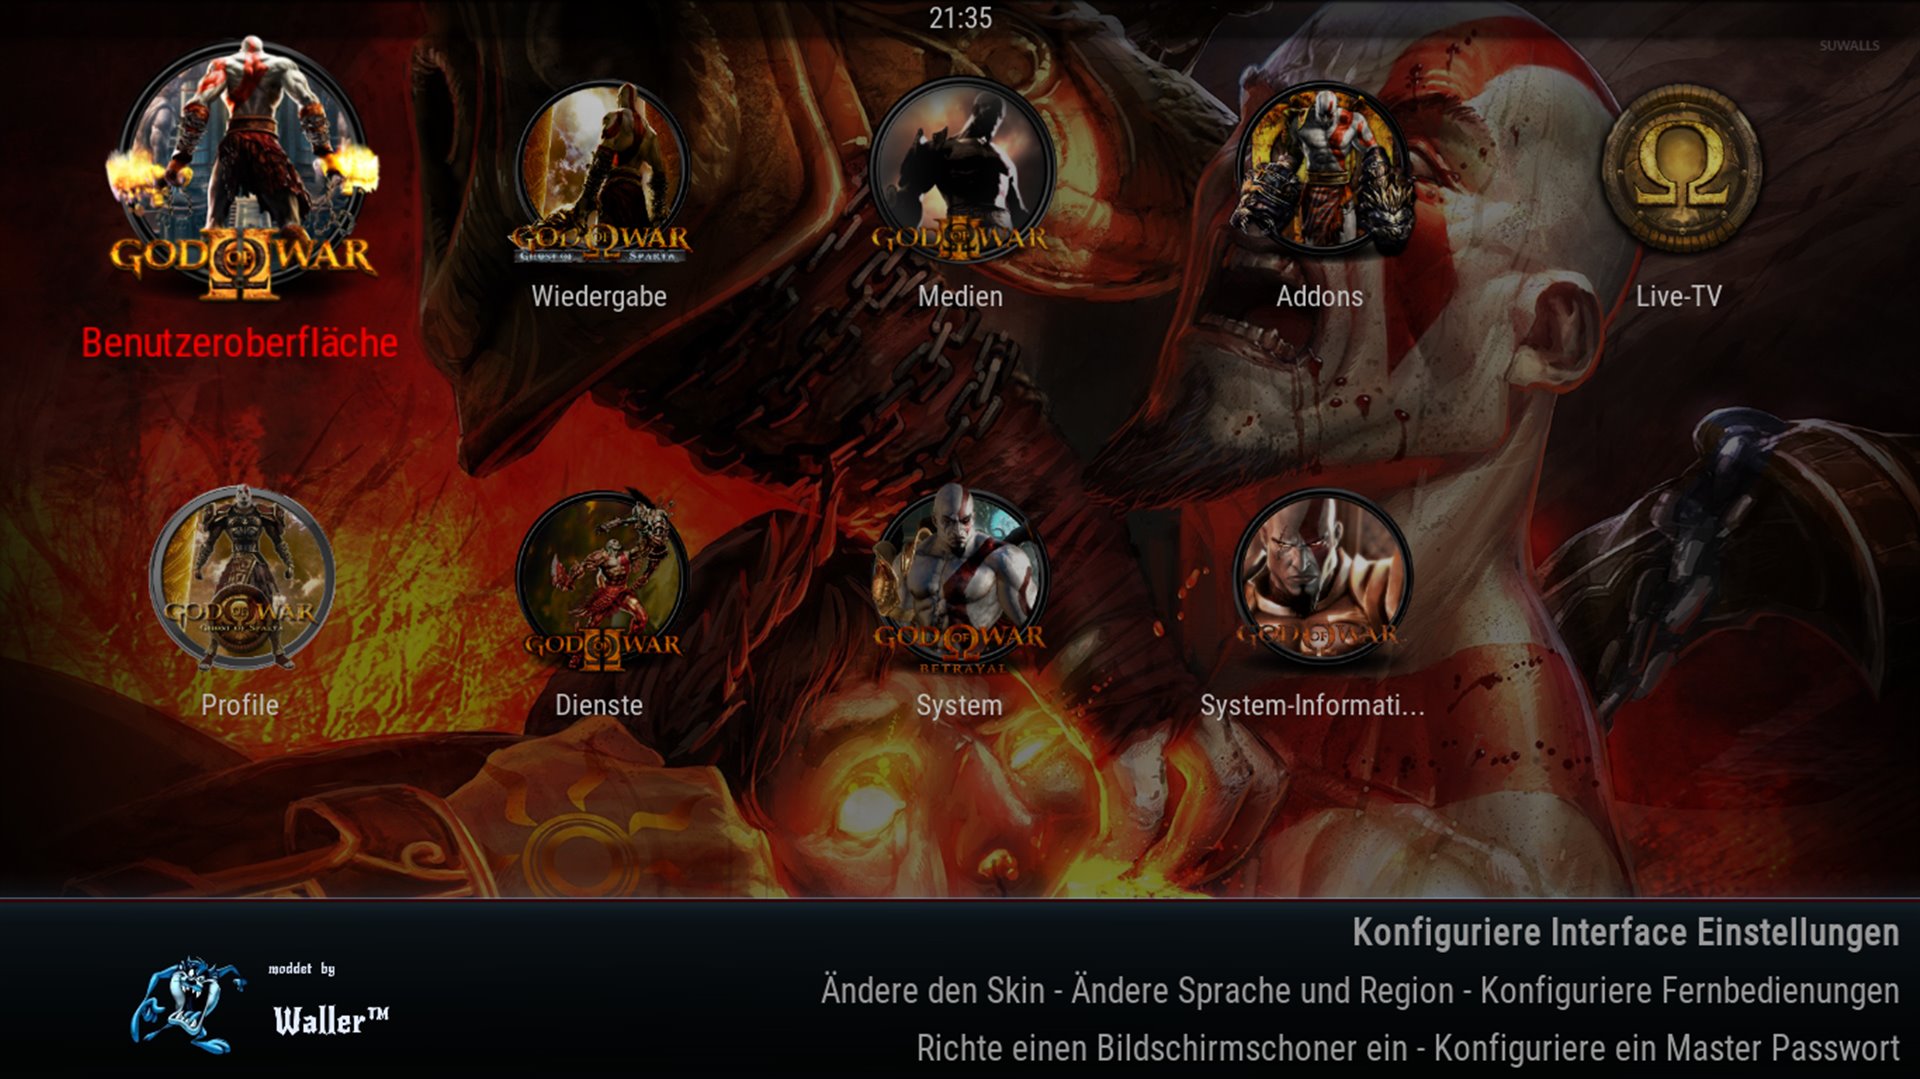 21:35
SUWALLS
GOD OF WAR
II
Benutzeroberfläche
GOD OF WAR
GHOST OF SPARTA
Wiedergabe
GOD OF WAR
III
Medien
Addons
Ω
Live-TV
GOD OF WAR
GHOST OF SPARTA
Profile
GOD OF WAR
II
Dienste
GOD OF WAR
BETRAYAL
System
GOD OF WAR
System-Informati...
Konfiguriere Interface Einstellungen
moddet by
Waller™
Ändere den Skin - Ändere Sprache und Region - Konfiguriere Fernbedienungen
Richte einen Bildschirmschoner ein - Konfiguriere ein Master Passwort